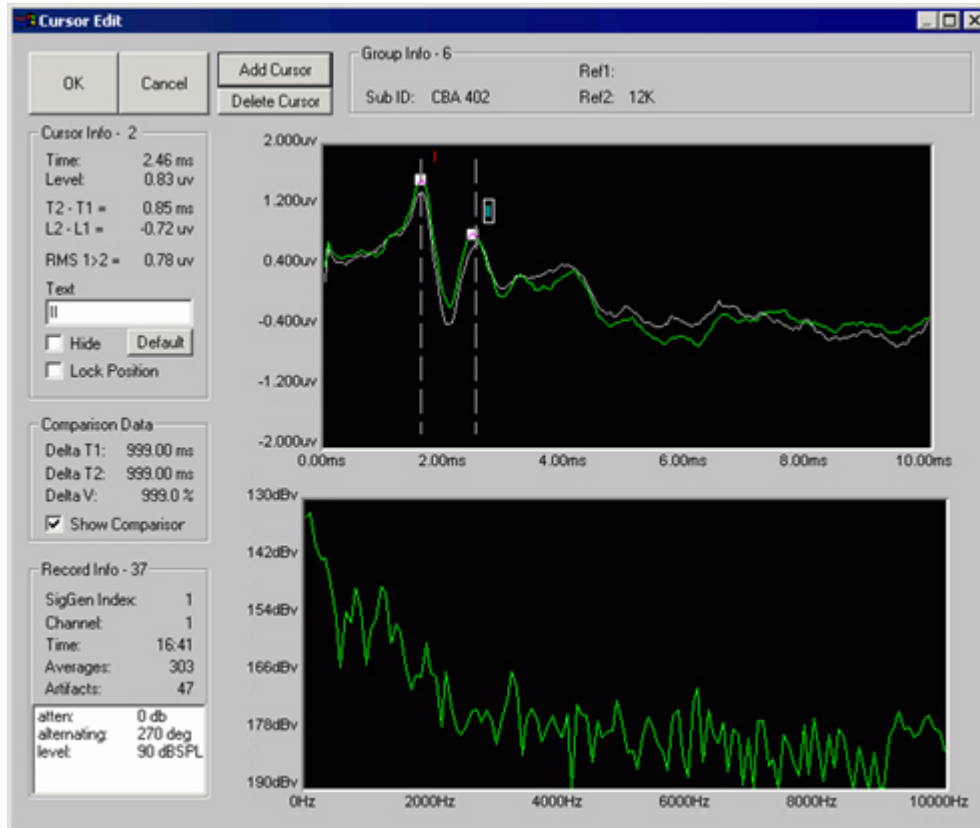 Cursor Edit
OK
Cancel
Add Cursor
Delete Cursor
Group Info - 6
Ref1:
Sub ID: CBA 402
Ref2: 12K
Cursor Info - 2
Time: 2.46 ms
Level: 0.83 uv
T2 - T1 = 0.85 ms
L2 - L1 = -0.72 uv
RMS 1>2 = 0.78 uv
Text
II
Hide
Default
Lock Position
Comparison Data
Delta T1: 999.00 ms
Delta T2: 999.00 ms
Delta V: 999.0 %
Show Comparisor
Record Info - 37
SigGen Index: 1
Channel: 1
Time: 16:41
Averages: 303
Artifacts: 47
atten: 0 db
alternating: 270 deg
level: 90 dBSPL
2.000uv
1.200uv
0.400uv
-0.400uv
-1.200uv
-2.000uv
I
II
0.00ms
2.00ms
4.00ms
6.00ms
8.00ms
10.00ms
130dBv
142dBv
154dBv
166dBv
178dBv
190dBv
0Hz
2000Hz
4000Hz
6000Hz
8000Hz
10000Hz